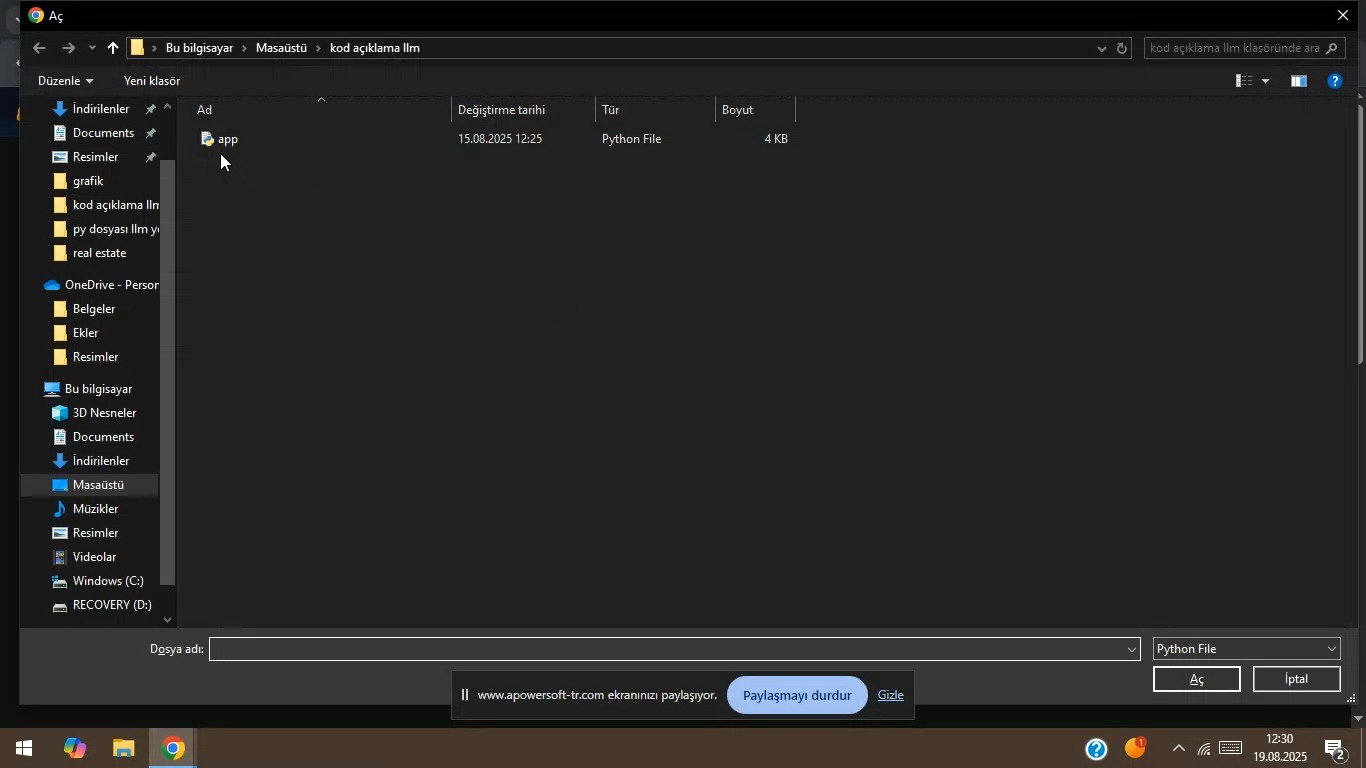 Aç
Bu bilgisayar › Masaüstü › kod açıklama llm
kod açıklama llm klasöründe ara
Düzenle
Yeni klasör
İndirilenler
Documents
Resimler
grafik
kod açıklama llm
py dosyası llm y
real estate
OneDrive - Person
Belgeler
Ekler
Resimler
Bu bilgisayar
3D Nesneler
Documents
İndirilenler
Masaüstü
Müzikler
Resimler
Videolar
Windows (C:)
RECOVERY (D:)
Ad Değiştirme tarihi Tür Boyut
app 15.08.2025 12:25 Python File 4 KB
Dosya adı:
Python File
Aç
İptal
www.apowersoft-tr.com ekranınızı paylaşıyor.
Paylaşmayı durdur
Gizle
1
12:30
19.08.2025
2